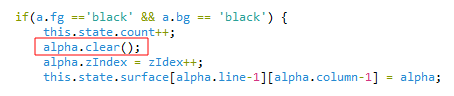 if(a.fg =='black' && a.bg == 'black') {
this.state.count++;
alpha.clear();
alpha.zIndex = zIdex++;
this.state.surface[alpha.line-1][alpha.column-1] = alpha;